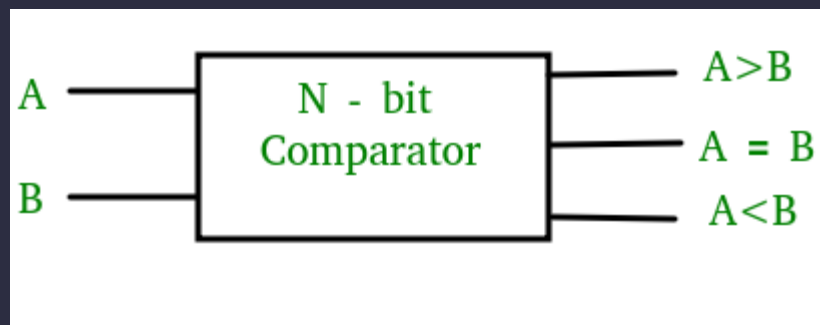 A
B
N - bit
Comparator
A>B
A = B
A<B